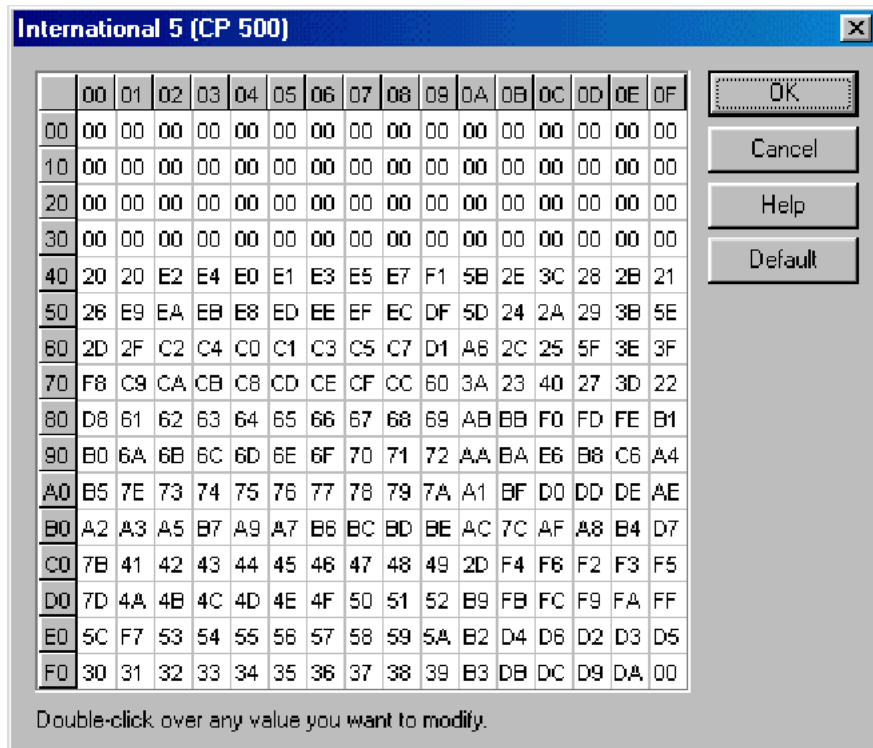 International 5 (CP 500)
00 01 02 03 04 05 06 07 08 09 0A 0B 0C 0D 0E 0F
00 00 00 00 00 00 00 00 00 00 00 00 00 00 00 00 00
10 00 00 00 00 00 00 00 00 00 00 00 00 00 00 00 00
20 00 00 00 00 00 00 00 00 00 00 00 00 00 00 00 00
30 00 00 00 00 00 00 00 00 00 00 00 00 00 00 00 00
40 20 20 E2 E4 E0 E1 E3 E5 E7 F1 5B 2E 3C 28 2B 21
50 26 E9 EA EB E8 ED EE EF EC DF 5D 24 2A 29 3B 5E
60 2D 2F C2 C4 C0 C1 C3 C5 C7 D1 A6 2C 25 5F 3E 3F
70 F8 C9 CA CB C8 CD CE CF CC 60 3A 23 40 27 3D 22
80 D8 61 62 63 64 65 66 67 68 69 AB BB F0 FD FE B1
90 B0 6A 6B 6C 6D 6E 6F 70 71 72 AA BA E6 B8 C6 A4
A0 B5 7E 73 74 75 76 77 78 79 7A A1 BF D0 DD DE AE
B0 A2 A3 A5 B7 A9 A7 B6 BC BD BE AC 7C AF A8 B4 D7
C0 7B 41 42 43 44 45 46 47 48 49 2D F4 F6 F2 F3 F5
D0 7D 4A 4B 4C 4D 4E 4F 50 51 52 B9 FB FC F9 FA FF
E0 5C F7 53 54 55 56 57 58 59 5A B2 D4 D6 D2 D3 D5
F0 30 31 32 33 34 35 36 37 38 39 B3 DB DC D9 DA 00
OK
Cancel
Help
Default
Double-click over any value you want to modify.